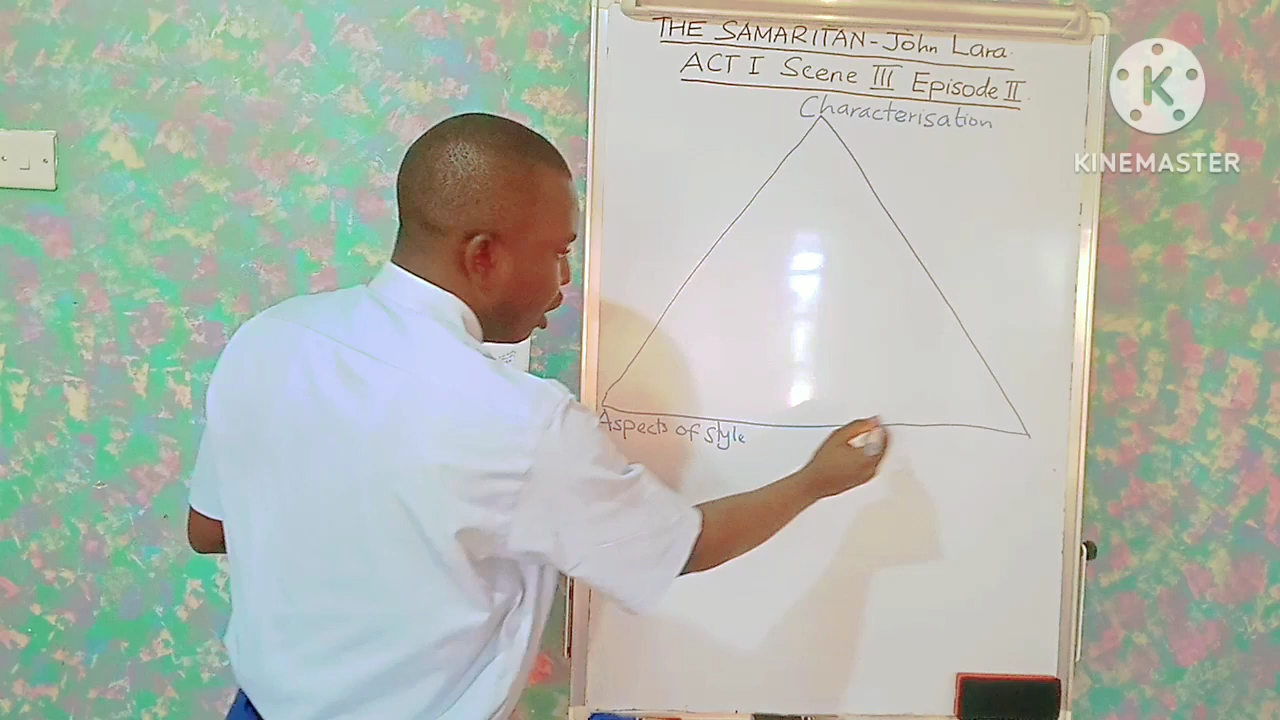 THE SAMARITAN - John Lara.
ACT I Scene III Episode II.
Characterisation
Aspects of style
K
KINEMASTER